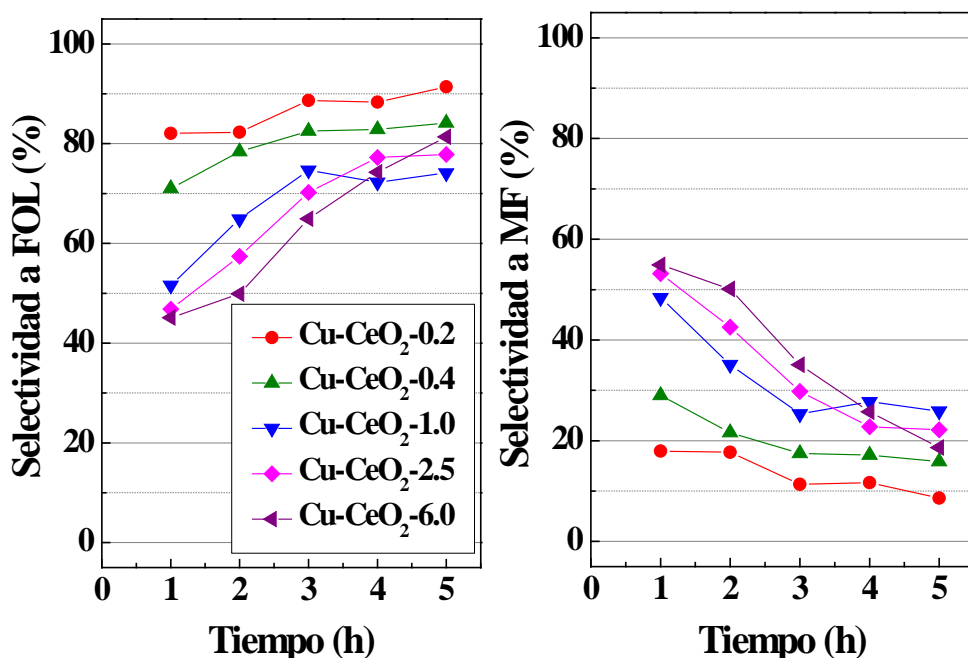 Selectividad a FOL (%)
100
80
60
40
20
0
Cu-CeO₂-0.2
Cu-CeO₂-0.4
Cu-CeO₂-1.0
Cu-CeO₂-2.5
Cu-CeO₂-6.0
0 1 2 3 4 5
Tiempo (h)
Selectividad a MF (%)
100
80
60
40
20
0
0 1 2 3 4 5
Tiempo (h)